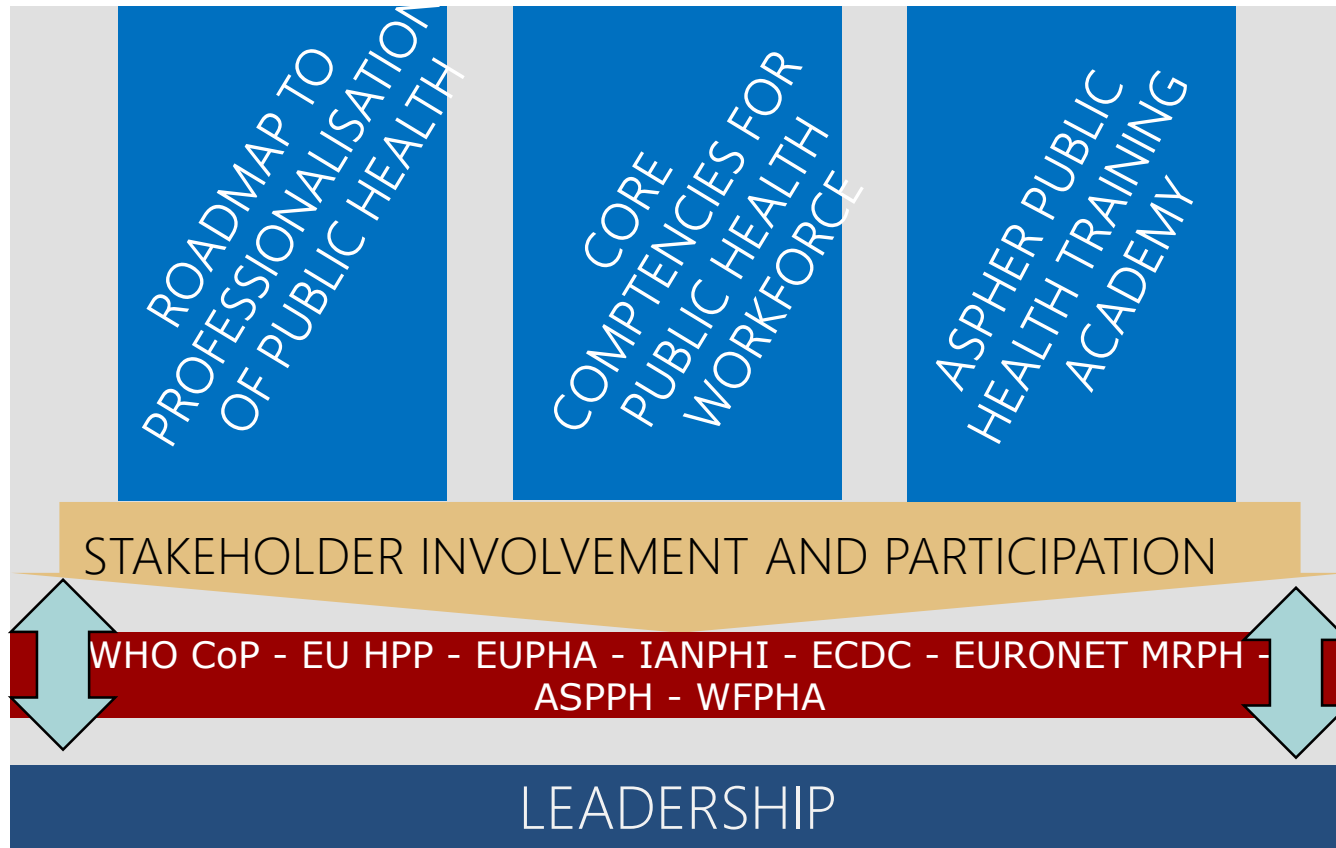 ROADMAP TO
PROFESSIONALISATION
OF PUBLIC HEALTH
CORE
COMPTENCIES FOR
PUBLIC HEALTH
WORKFORCE
ASPHER PUBLIC
HEALTH TRAINING
ACADEMY
STAKEHOLDER INVOLVEMENT AND PARTICIPATION
WHO CoP - EU HPP - EUPHA - IANPHI - ECDC - EURONET MRPH -
ASPPH - WFPHA
LEADERSHIP